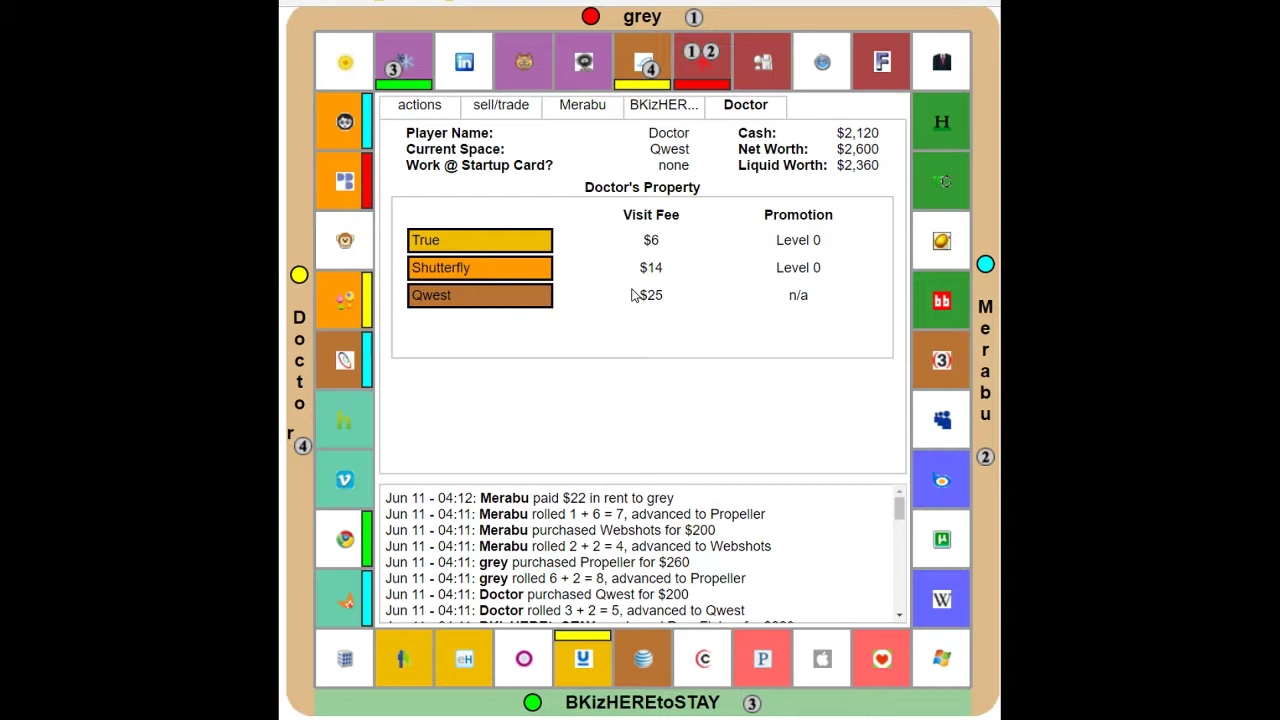 grey 1
3
4
1 2
actions sell/trade Merabu BKizHER... Doctor
Player Name: Doctor Cash: $2,120
Current Space: Qwest Net Worth: $2,600
Work @ Startup Card? none Liquid Worth: $2,360
Doctor's Property
Visit Fee Promotion
True $6 Level 0
Shutterfly $14 Level 0
Qwest $25 n/a
Jun 11 - 04:12: Merabu paid $22 in rent to grey
Jun 11 - 04:11: Merabu rolled 1 + 6 = 7, advanced to Propeller
Jun 11 - 04:11: Merabu purchased Webshots for $200
Jun 11 - 04:11: Merabu rolled 2 + 2 = 4, advanced to Webshots
Jun 11 - 04:11: grey purchased Propeller for $260
Jun 11 - 04:11: grey rolled 6 + 2 = 8, advanced to Propeller
Jun 11 - 04:11: Doctor purchased Qwest for $200
Jun 11 - 04:11: Doctor rolled 3 + 2 = 5, advanced to Qwest
Doctor 4
Merabu 2
in
F
H
bb
(3)
b
µ
W
h
v
eH
U
C
P
BKizHEREtoSTAY 3